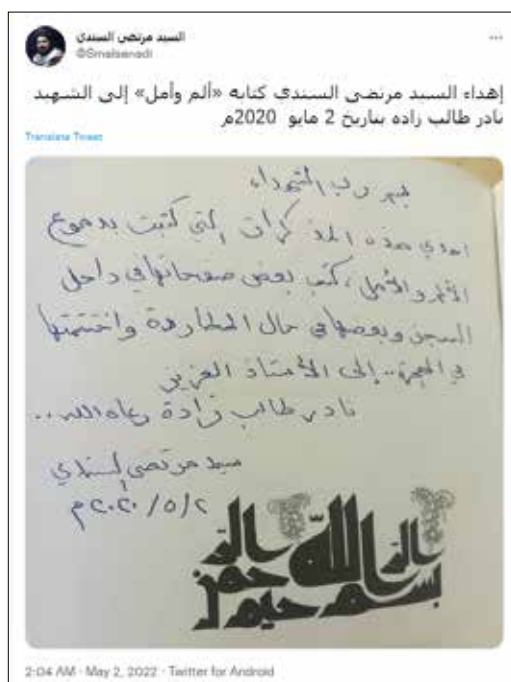 السيد مرتضى السندي
@Smalsanadi
إهداء السيد مرتضى السندي كتابه «ألم وأمل» إلى الشهيد
نادر طالب زاده بتاريخ 2 مايو 2020م
Translate Tweet
رب الشهداء
اهدي هذه المذكرات التي كتبت بدموع
الألم والأمل، كتب بعض صفحاتها في داخل
السجن وبعضها في حال المطاردة واختتمتها
في الهجرة.. إلى الأستاذ العزيز
نادر طالب زادة رعاه الله..
سيد مرتضى السندي
٢٠٢٠/٥/٢م
بسم الله الرحمن الرحيم
2:04 AM · May 2, 2022 · Twitter for Android